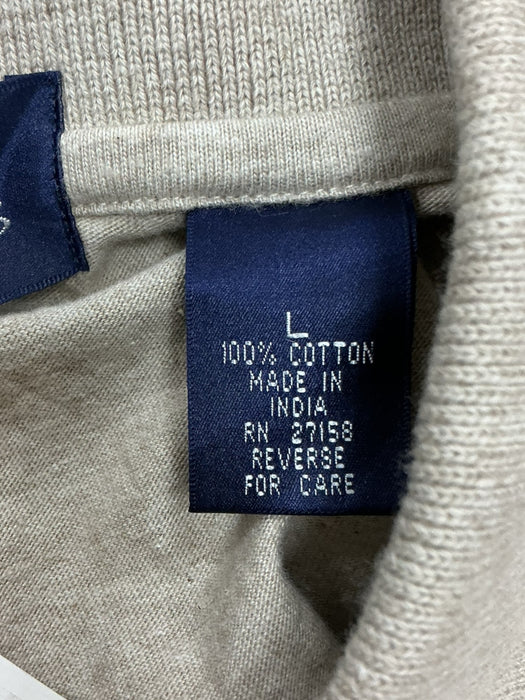 L
100% COTTON
MADE IN
INDIA
RN 27158
REVERSE
FOR CARE